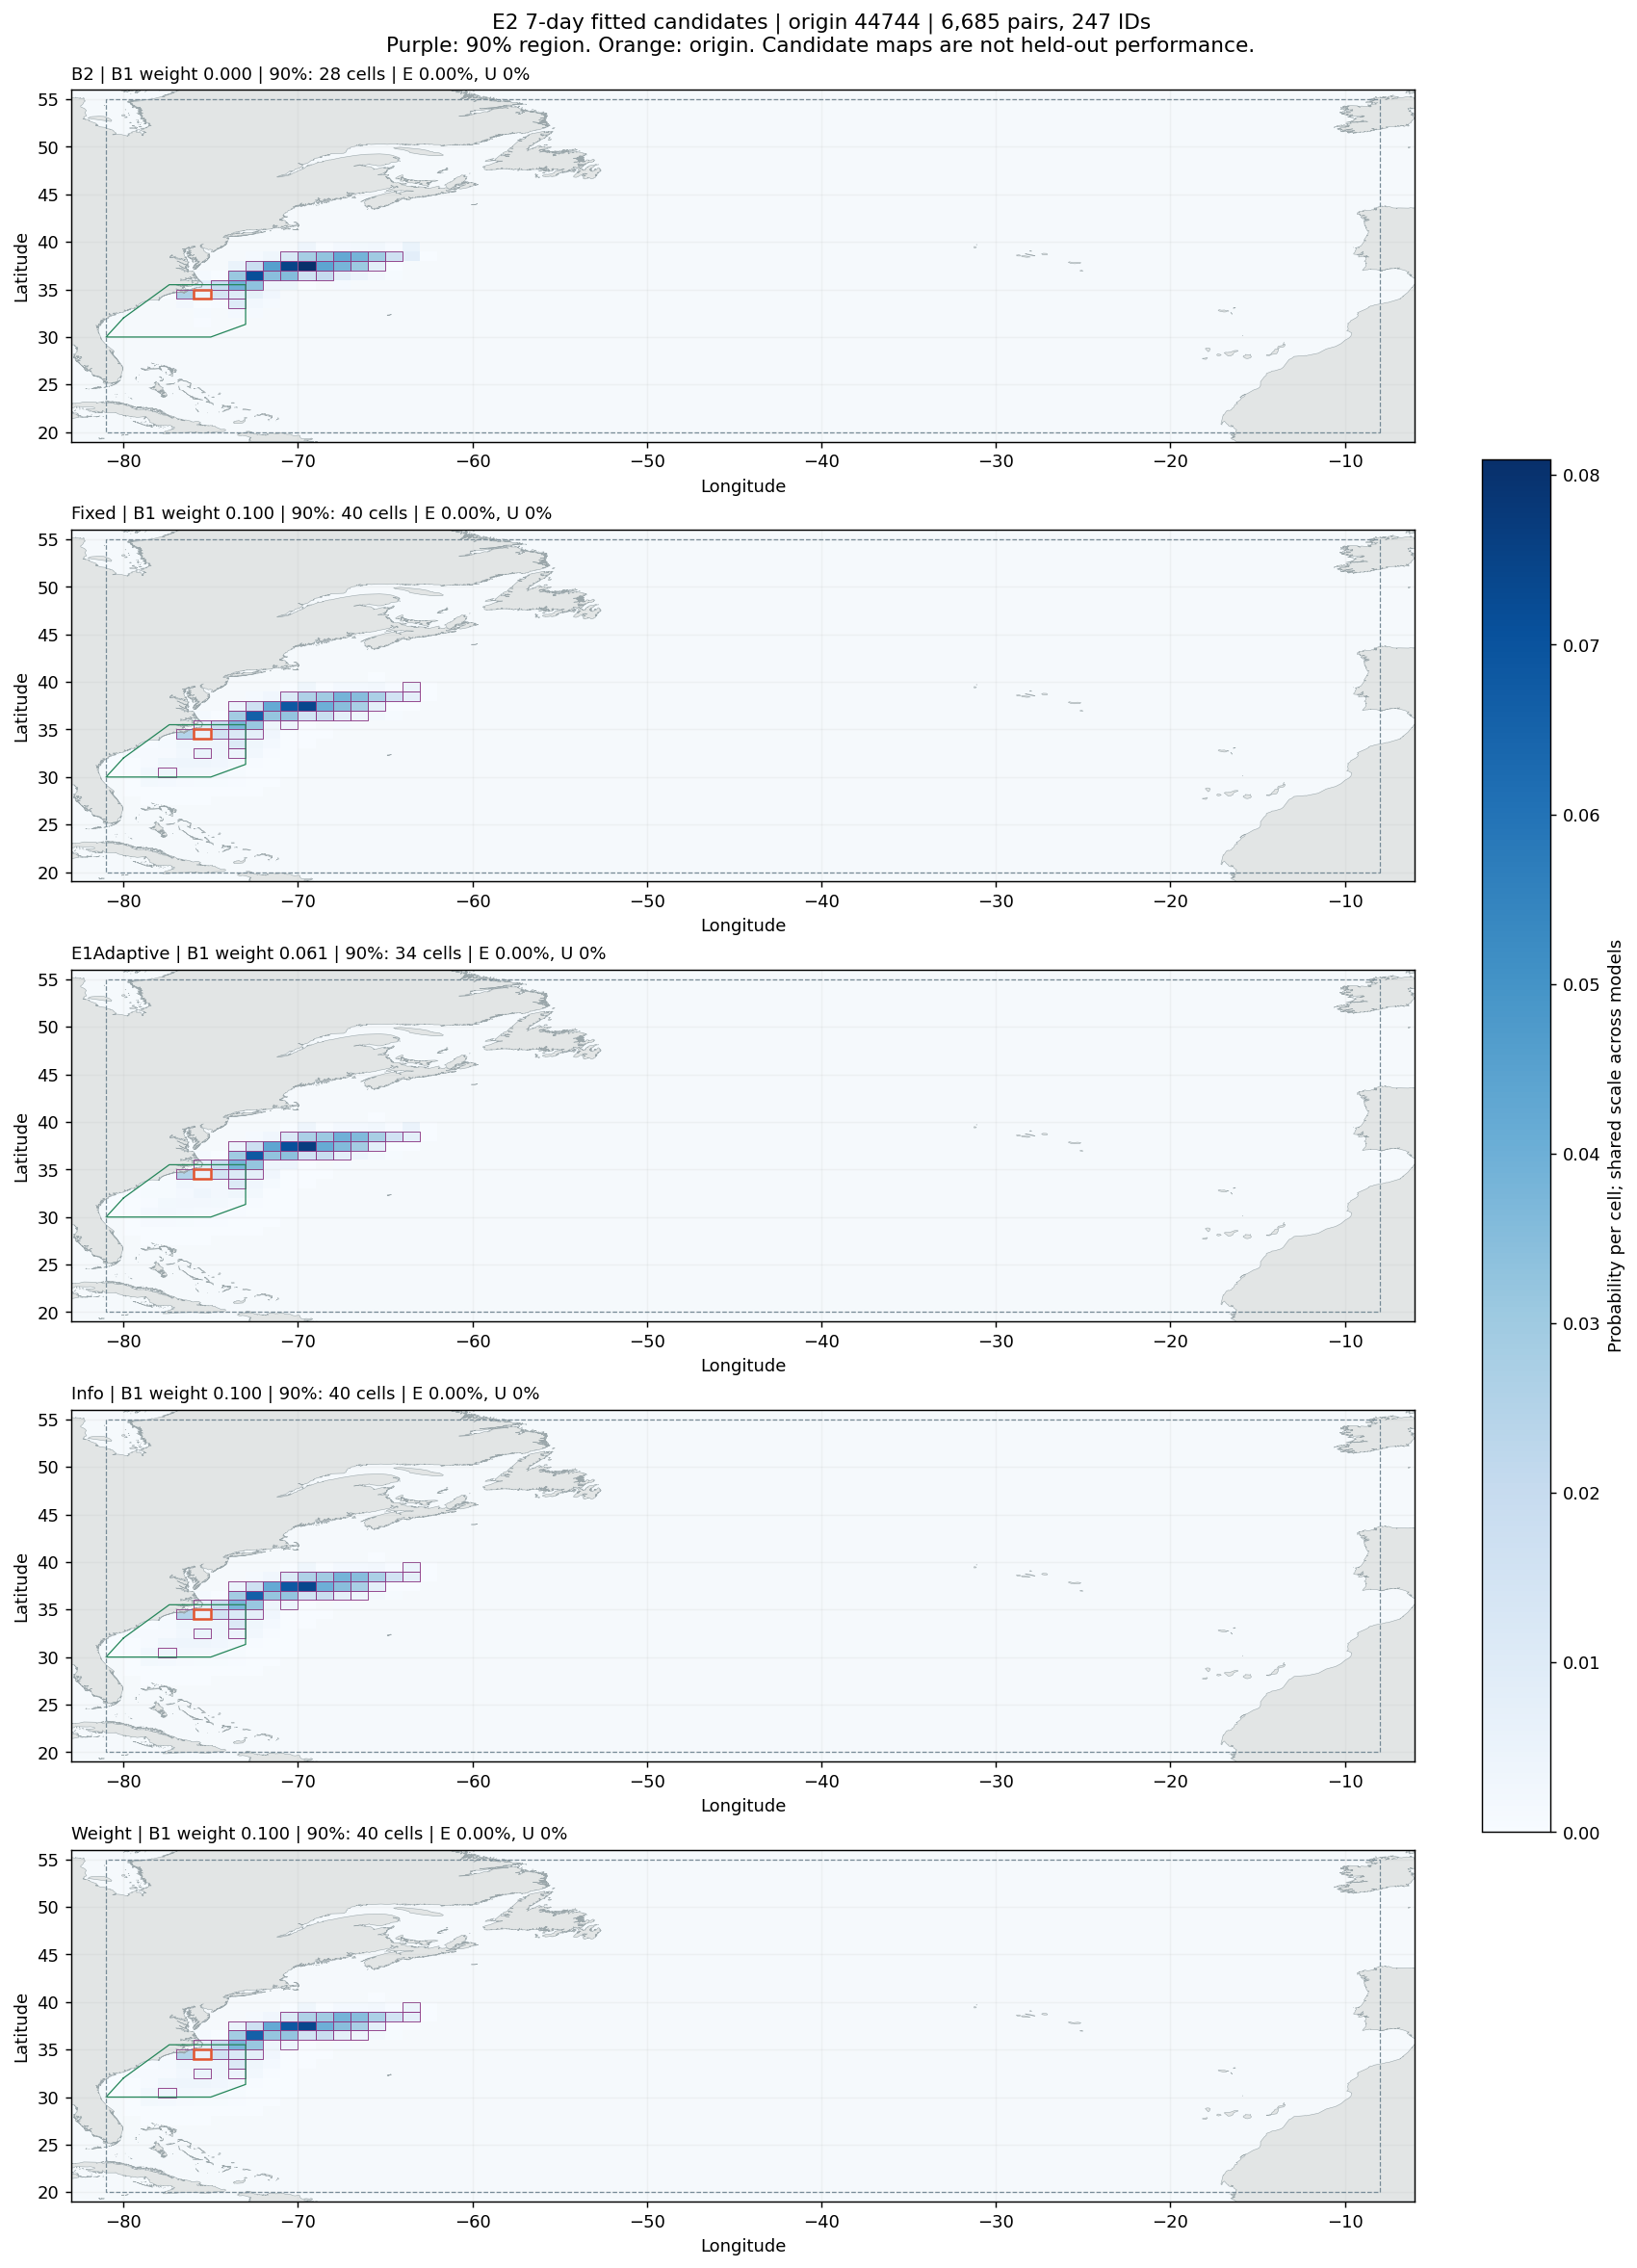 E2 7-day fitted candidates | origin 44744 | 6,685 pairs, 247 IDs
Purple: 90% region. Orange: origin. Candidate maps are not held-out performance.
B2 | B1 weight 0.000 | 90%: 28 cells | E 0.00%, U 0%
55
50
45
40
35
30
25
20
Latitude
−80 −70 −60 −50 −40 −30 −20 −10
Longitude
Fixed | B1 weight 0.100 | 90%: 40 cells | E 0.00%, U 0%
55
50
45
40
35
30
25
20
Latitude
−80 −70 −60 −50 −40 −30 −20 −10
Longitude
E1Adaptive | B1 weight 0.061 | 90%: 34 cells | E 0.00%, U 0%
55
50
45
40
35
30
25
20
Latitude
−80 −70 −60 −50 −40 −30 −20 −10
Longitude
Info | B1 weight 0.100 | 90%: 40 cells | E 0.00%, U 0%
55
50
45
40
35
30
25
20
Latitude
−80 −70 −60 −50 −40 −30 −20 −10
Longitude
Weight | B1 weight 0.100 | 90%: 40 cells | E 0.00%, U 0%
55
50
45
40
35
30
25
20
Latitude
−80 −70 −60 −50 −40 −30 −20 −10
Longitude
0.08
0.07
0.06
0.05
0.04
0.03
0.02
0.01
0.00
Probability per cell; shared scale across models